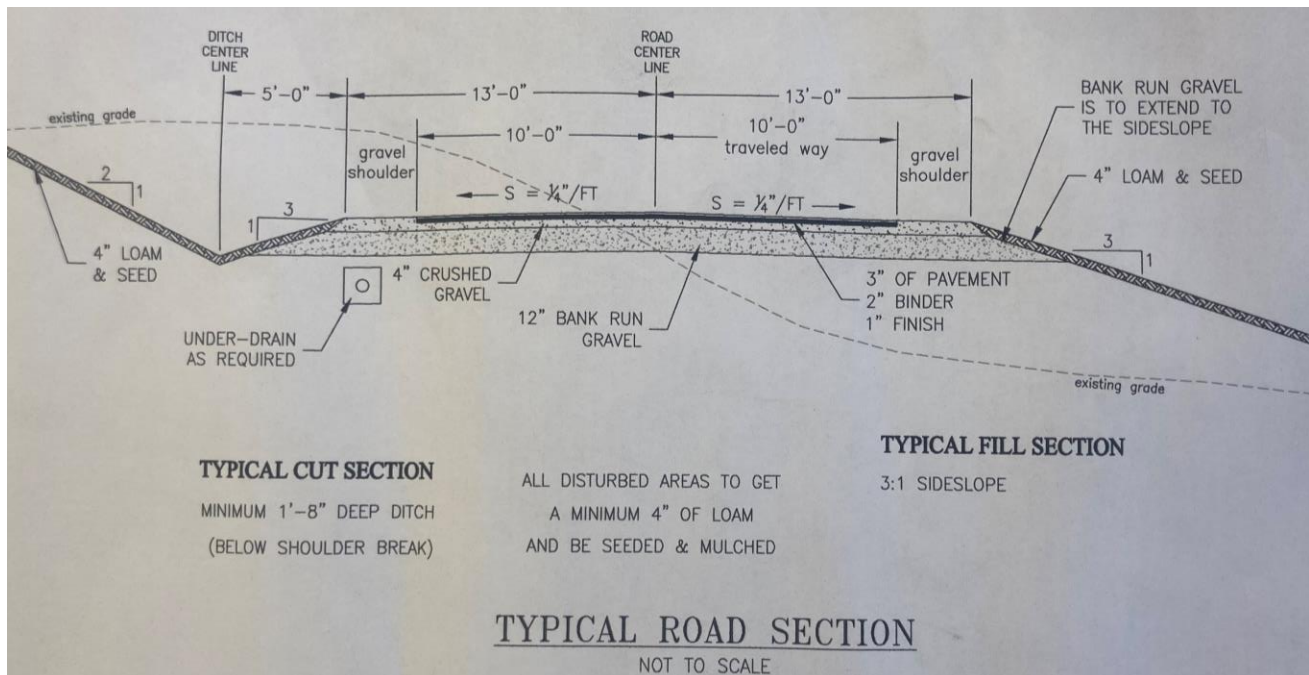 DITCH
CENTER
LINE
ROAD
CENTER
LINE
5'-0"
13'-0"
13'-0"
BANK RUN GRAVEL
IS TO EXTEND TO
THE SIDESLOPE
existing grade
10'-0"
10'-0"
traveled way
gravel
shoulder
gravel
shoulder
4" LOAM & SEED
2
1
S = ¼"/FT
S = ¼"/FT
3
1
3
1
4" LOAM
& SEED
4" CRUSHED
GRAVEL
3" OF PAVEMENT
2" BINDER
1" FINISH
12" BANK RUN
GRAVEL
UNDER-DRAIN
AS REQUIRED
existing grade
TYPICAL CUT SECTION
MINIMUM 1'-8" DEEP DITCH
(BELOW SHOULDER BREAK)
ALL DISTURBED AREAS TO GET
A MINIMUM 4" OF LOAM
AND BE SEEDED & MULCHED
TYPICAL FILL SECTION
3:1 SIDESLOPE
TYPICAL ROAD SECTION
NOT TO SCALE